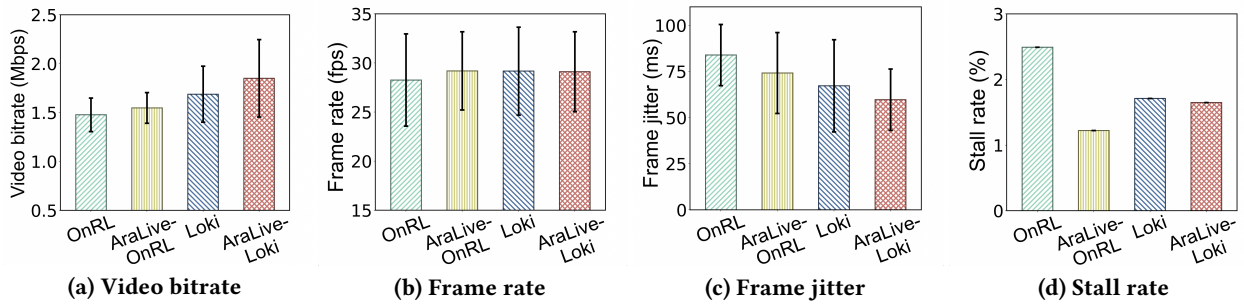 Video bitrate (Mbps)
2.5
2.0
1.5
1.0
0.5
OnRL
AraLive-
OnRL
Loki
AraLive-
Loki
(a) Video bitrate
Frame rate (fps)
35
30
25
20
15
OnRL
AraLive-
OnRL
Loki
AraLive-
Loki
(b) Frame rate
Frame jitter (ms)
100
75
50
25
0
OnRL
AraLive-
OnRL
Loki
AraLive-
Loki
(c) Frame jitter
Stall rate (%)
3
2
1
0
OnRL
AraLive-
OnRL
Loki
AraLive-
Loki
(d) Stall rate